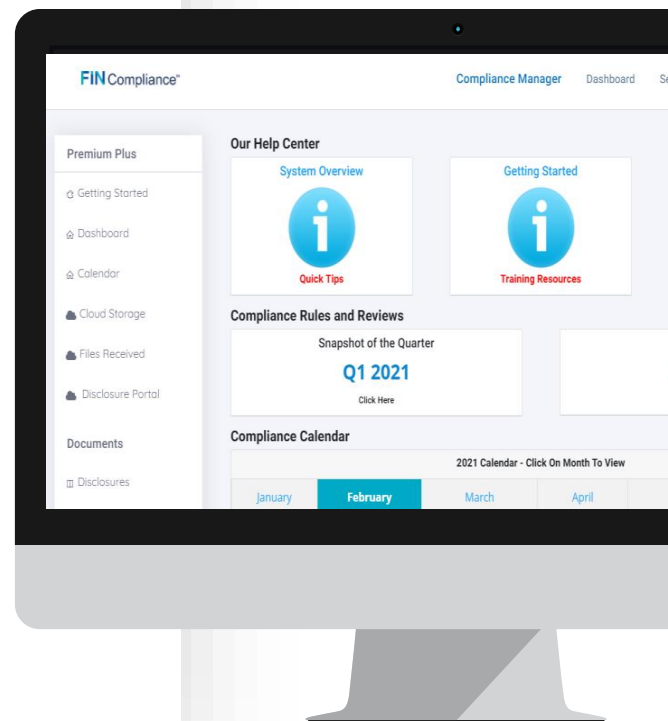 FIN Compliance
Compliance Manager Dashboard
Premium Plus
Getting Started
Dashboard
Calendar
Cloud Storage
Files Received
Disclosure Portal
Documents
Disclosures
Our Help Center
System Overview
Quick Tips
Getting Started
Training Resources
Compliance Rules and Reviews
Snapshot of the Quarter
Q1 2021
Click Here
Compliance Calendar
2021 Calendar - Click On Month To View
January February March April